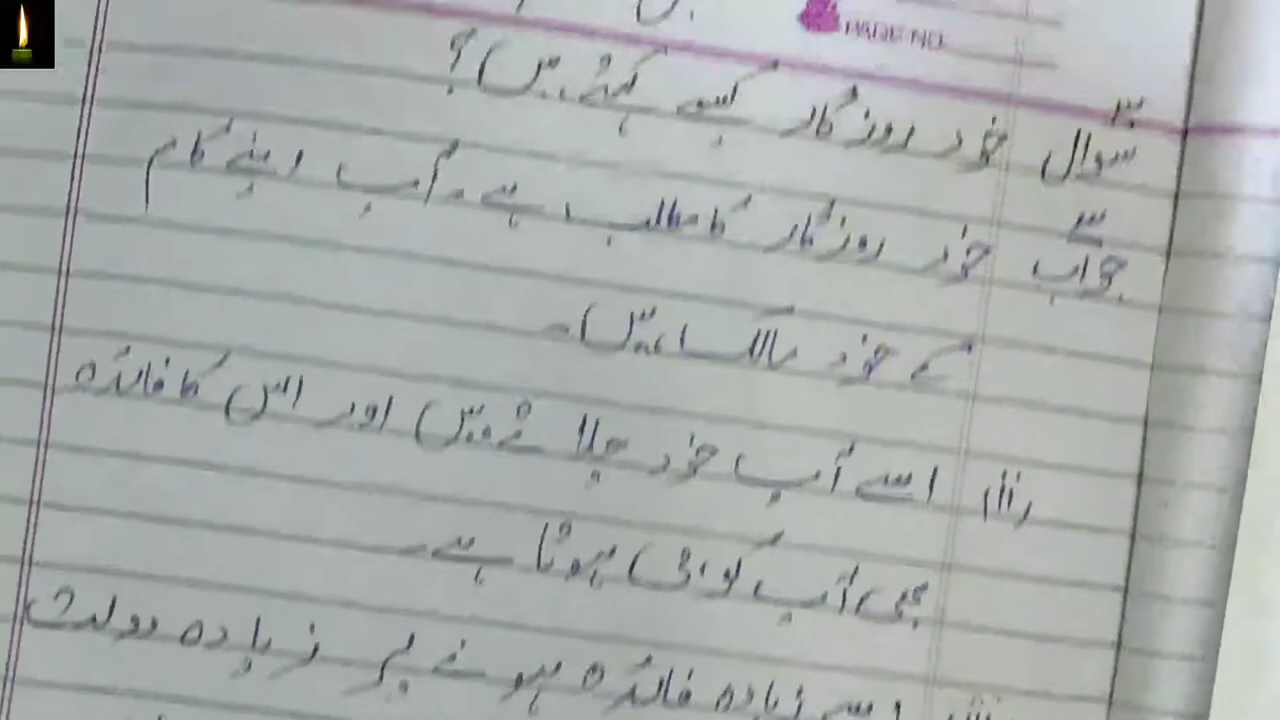 PAGE NO.
سوال ۳ خود روزگار کسے کہتے ہیں؟
جواب خود روزگار کا مطلب ہے۔ آپ اپنے کام
کے خود مالک ہیں۔
(ii) اسے آپ خود چلاتے ہیں اور اس کا فائدہ
بھی آپ کو ہی ہوتا ہے۔
زیادہ فائدہ ہونے پر زیادہ دولت